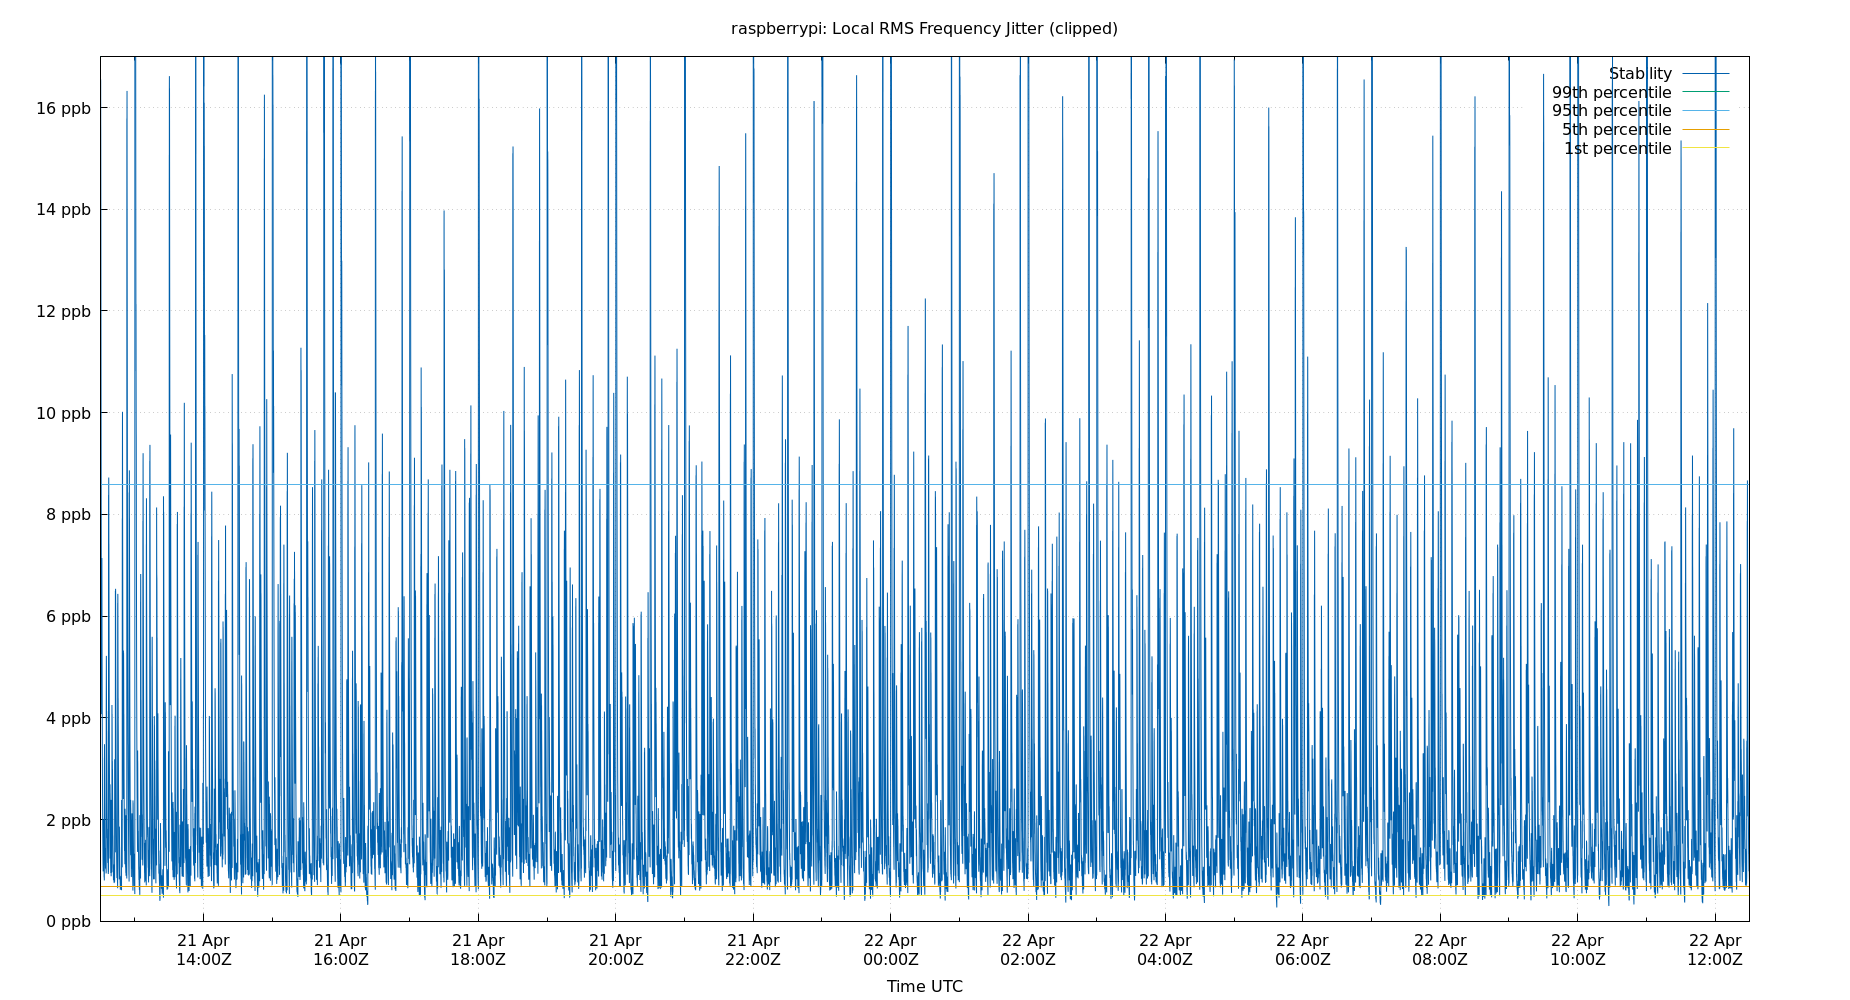 raspberrypi: Local RMS Frequency Jitter (clipped)
Stability
99th percentile
95th percentile
5th percentile
1st percentile
16 ppb
14 ppb
12 ppb
10 ppb
8 ppb
6 ppb
4 ppb
2 ppb
0 ppb
21 Apr 21 Apr 21 Apr 21 Apr 21 Apr 22 Apr 22 Apr 22 Apr 22 Apr 22 Apr 22 Apr 22 Apr
14:00Z 16:00Z 18:00Z 20:00Z 22:00Z 00:00Z 02:00Z 04:00Z 06:00Z 08:00Z 10:00Z 12:00Z
Time UTC